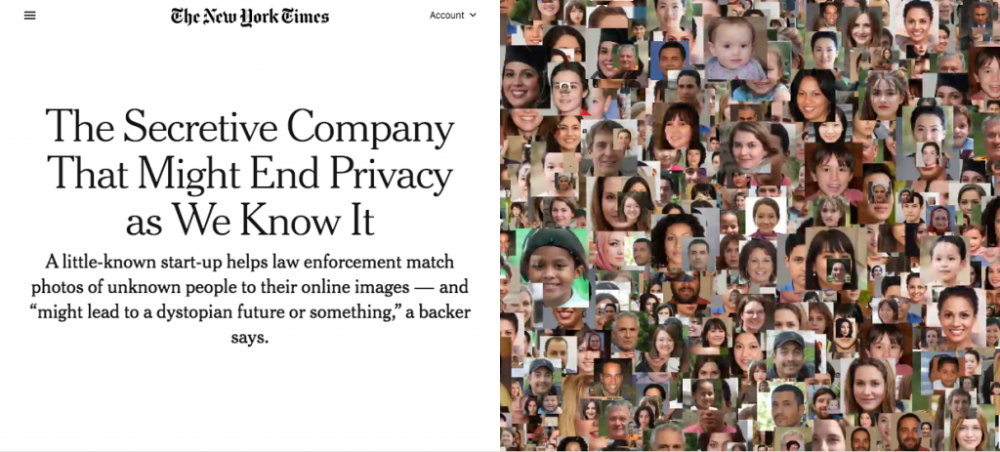 The New York Times
Account
The Secretive Company
That Might End Privacy
as We Know It
A little-known start-up helps law enforcement match
photos of unknown people to their online images — and
“might lead to a dystopian future or something,” a backer
says.